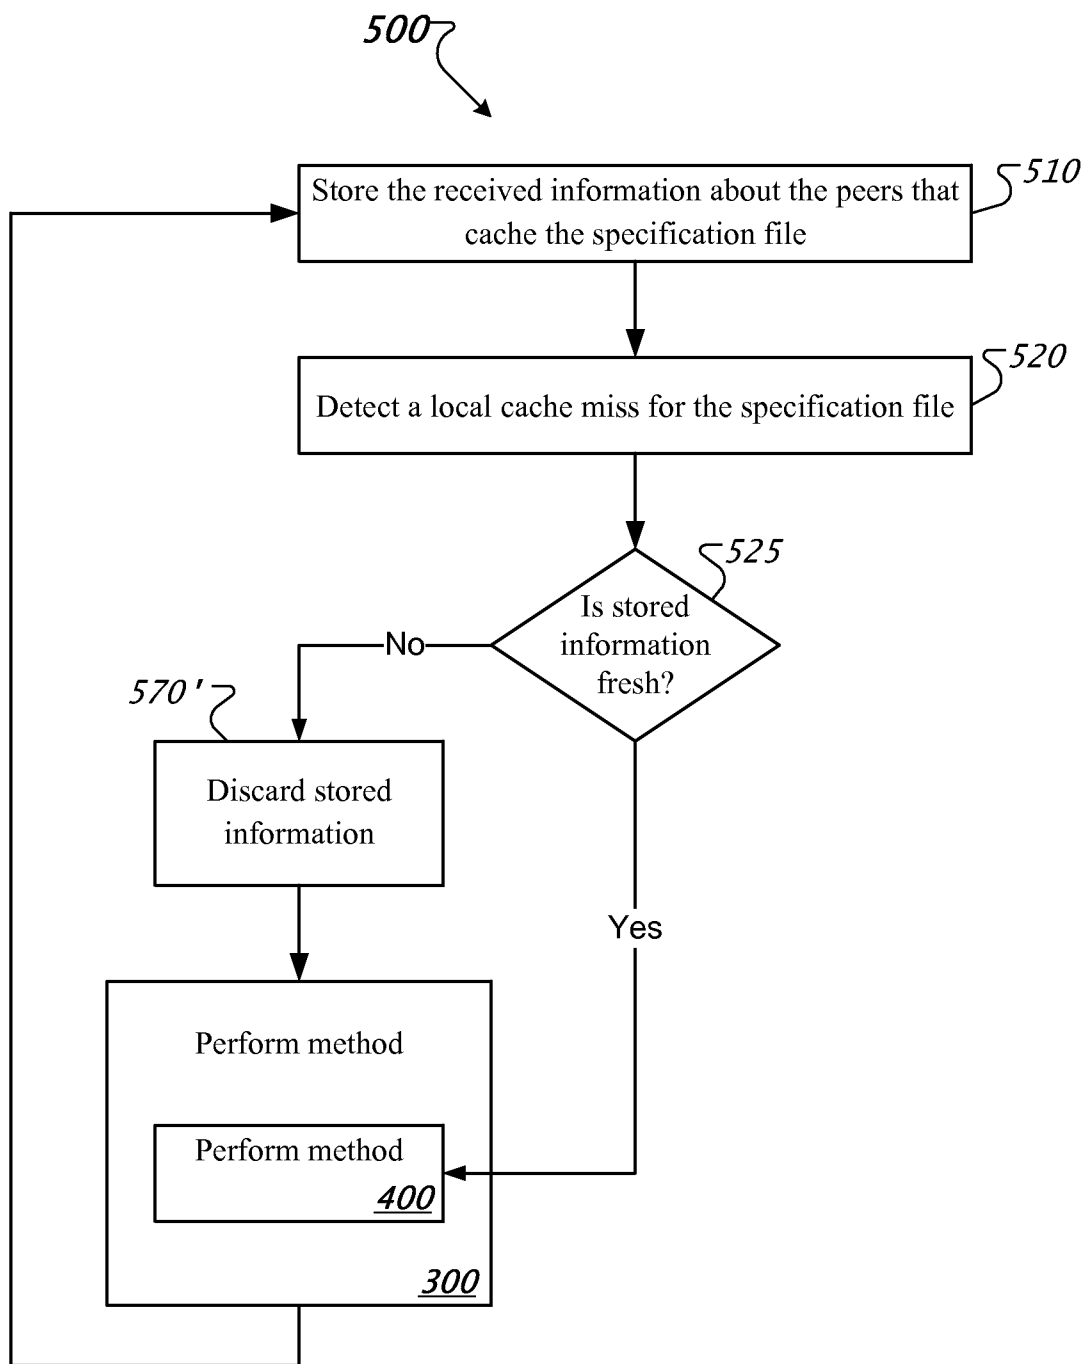 500
Store the received information about the peers that
cache the specification file
510
Detect a local cache miss for the specification file
520
525
Is stored
information
fresh?
No
570'
Discard stored
information
Yes
Perform method
Perform method
400
300